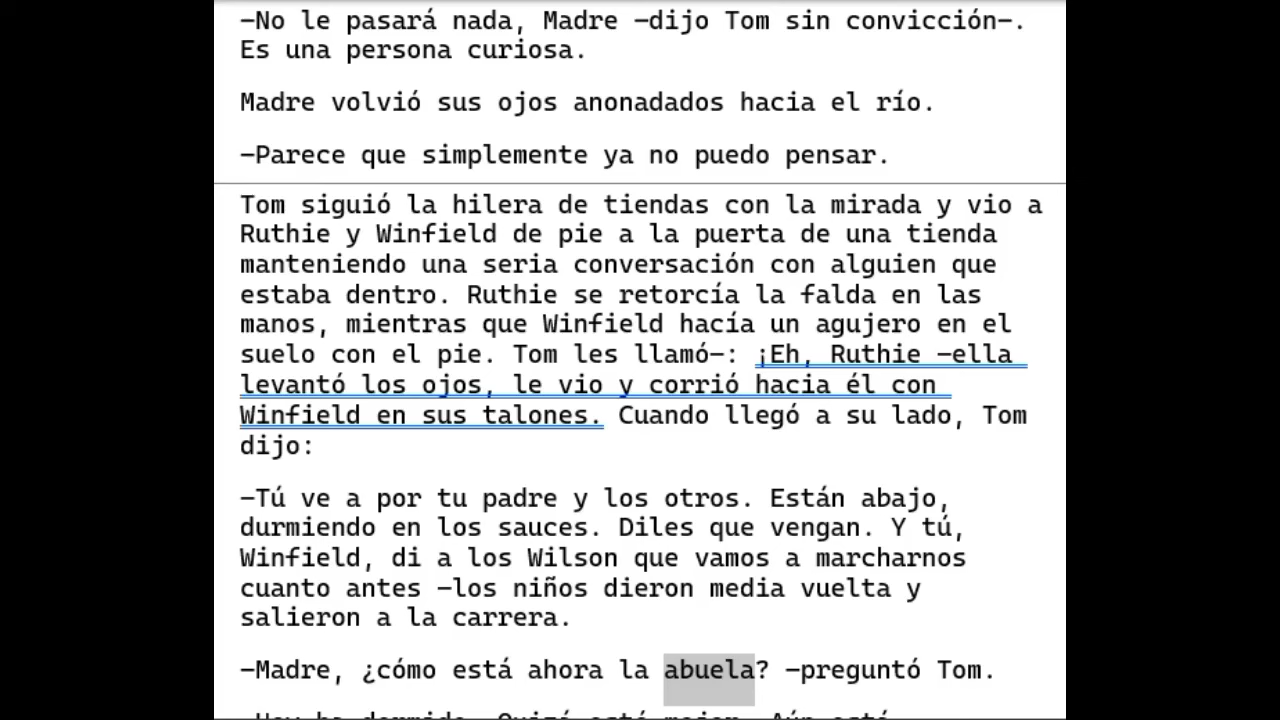 —No le pasará nada, Madre —dijo Tom sin convicción—.
Es una persona curiosa.
Madre volvió sus ojos anonadados hacia el río.
—Parece que simplemente ya no puedo pensar.
Tom siguió la hilera de tiendas con la mirada y vio a
Ruthie y Winfield de pie a la puerta de una tienda
manteniendo una seria conversación con alguien que
estaba dentro. Ruthie se retorcía la falda en las
manos, mientras que Winfield hacía un agujero en el
suelo con el pie. Tom les llamó—: ¡Eh, Ruthie —ella
levantó los ojos, le vio y corrió hacia él con
Winfield en sus talones. Cuando llegó a su lado, Tom
dijo:
—Tú ve a por tu padre y los otros. Están abajo,
durmiendo en los sauces. Diles que vengan. Y tú,
Winfield, di a los Wilson que vamos a marcharnos
cuanto antes —los niños dieron media vuelta y
salieron a la carrera.
—Madre, ¿cómo está ahora la abuela? —preguntó Tom.